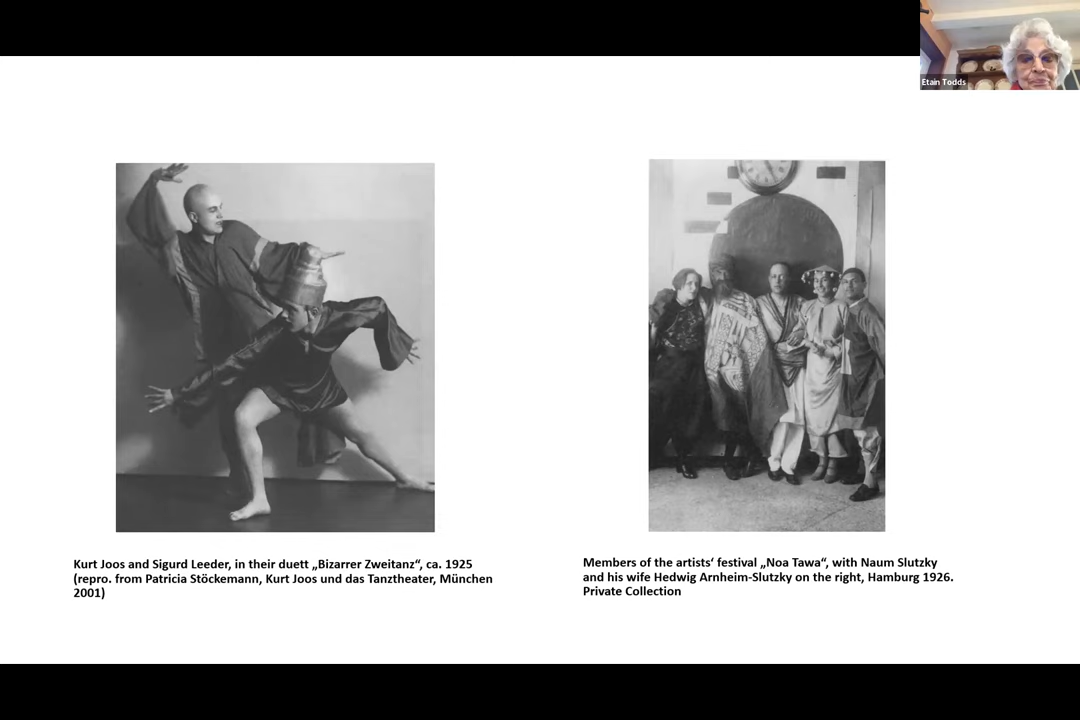 Etain Todds
Kurt Joos and Sigurd Leeder, in their duett „Bizarrer Zweitanz“, ca. 1925
(repro. from Patricia Stöckemann, Kurt Joos und das Tanztheater, München
2001)
Members of the artists‘ festival „Noa Tawa“, with Naum Slutzky
and his wife Hedwig Arnheim-Slutzky on the right, Hamburg 1926.
Private Collection